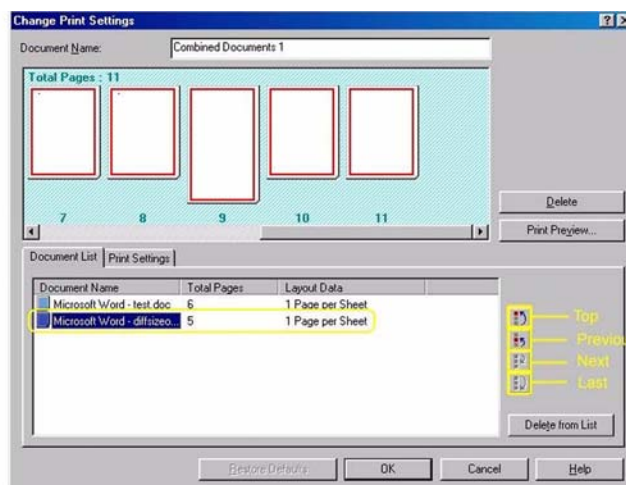 Change Print Settings
Document Name: Combined Documents 1
Total Pages : 11
7 8 9 10 11
Delete
Print Preview...
Document List Print Settings
Document Name Total Pages Layout Data
Microsoft Word - test.doc 6 1 Page per Sheet
Microsoft Word - diffsizeo... 5 1 Page per Sheet
Top
Previou
Next
Last
Delete from List
Restore Defaults OK Cancel Help